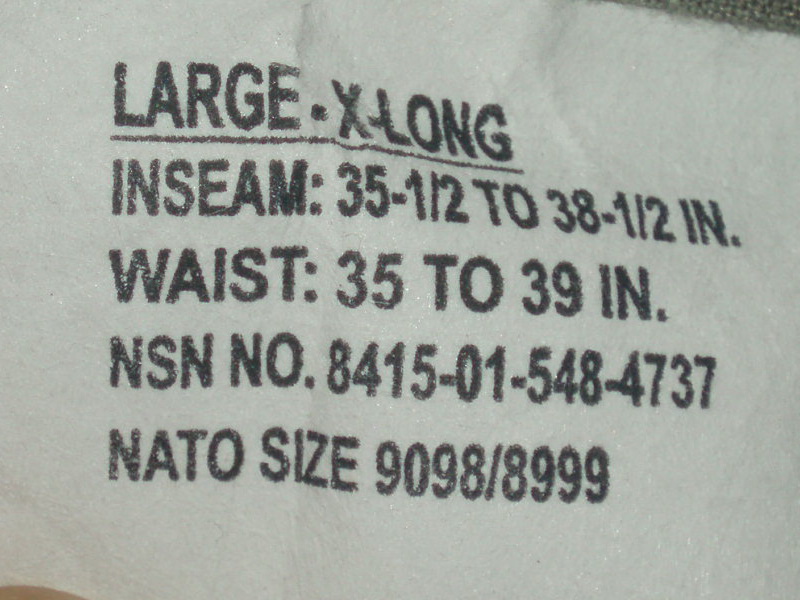 LARGE - X-LONG
INSEAM: 35-1/2 TO 38-1/2 IN.
WAIST: 35 TO 39 IN.
NSN NO. 8415-01-548-4737
NATO SIZE 9098/8999